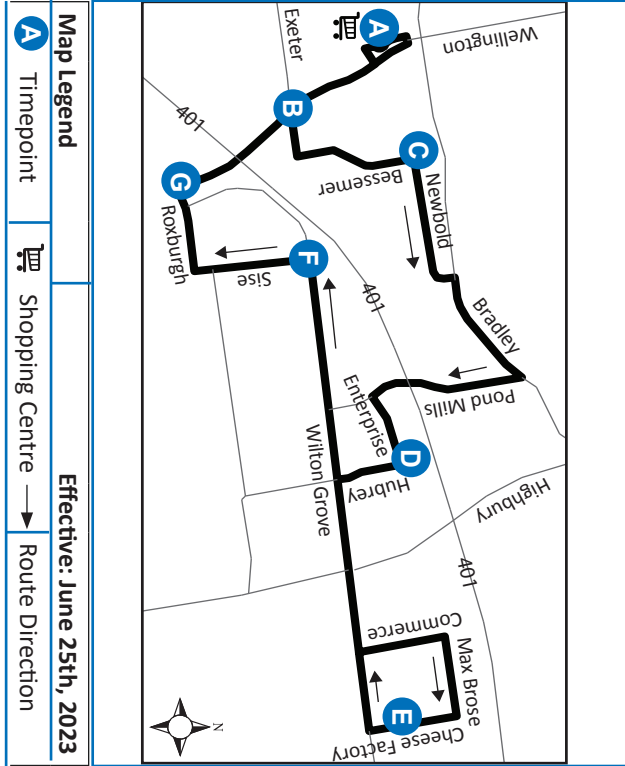 Wellington
A
Exeter
B
401
C
Bessemer
Newbold
G
Roxburgh
Sise
F
401
Bradley
Pond Mills
Enterprise
D
Hubrey
Wilton Grove
Highbury
401
Commerce
Max Brose
E
Cheese Factory
N
Map Legend
Effective: June 25th, 2023
A Timepoint
Shopping Centre
Route Direction